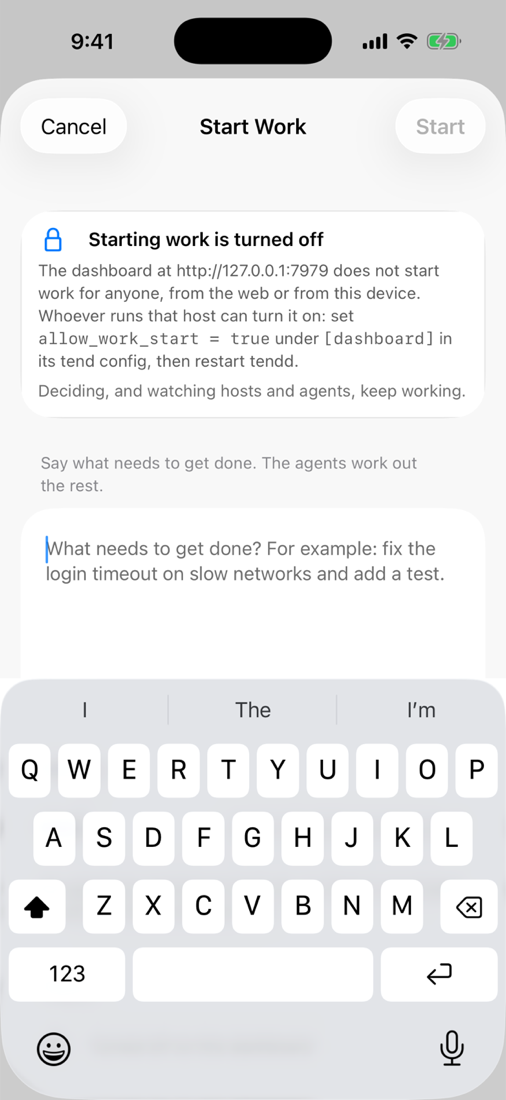 9:41
Cancel
Start Work
Start
Starting work is turned off
The dashboard at http://127.0.0.1:7979 does not start
work for anyone, from the web or from this device.
Whoever runs that host can turn it on: set
allow_work_start = true under [dashboard] in
its tend config, then restart tendd.
Deciding, and watching hosts and agents, keep working.
Say what needs to get done. The agents work out
the rest.
What needs to get done? For example: fix the
login timeout on slow networks and add a test.
I The I'm
Q W E R T Y U I O P
A S D F G H J K L
Z X C V B N M
123